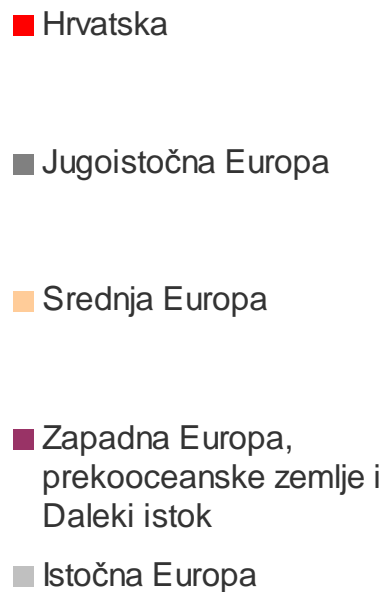 Hrvatska
Jugoistočna Europa
Srednja Europa
Zapadna Europa,
prekooceanske zemlje i
Daleki istok
Istočna Europa